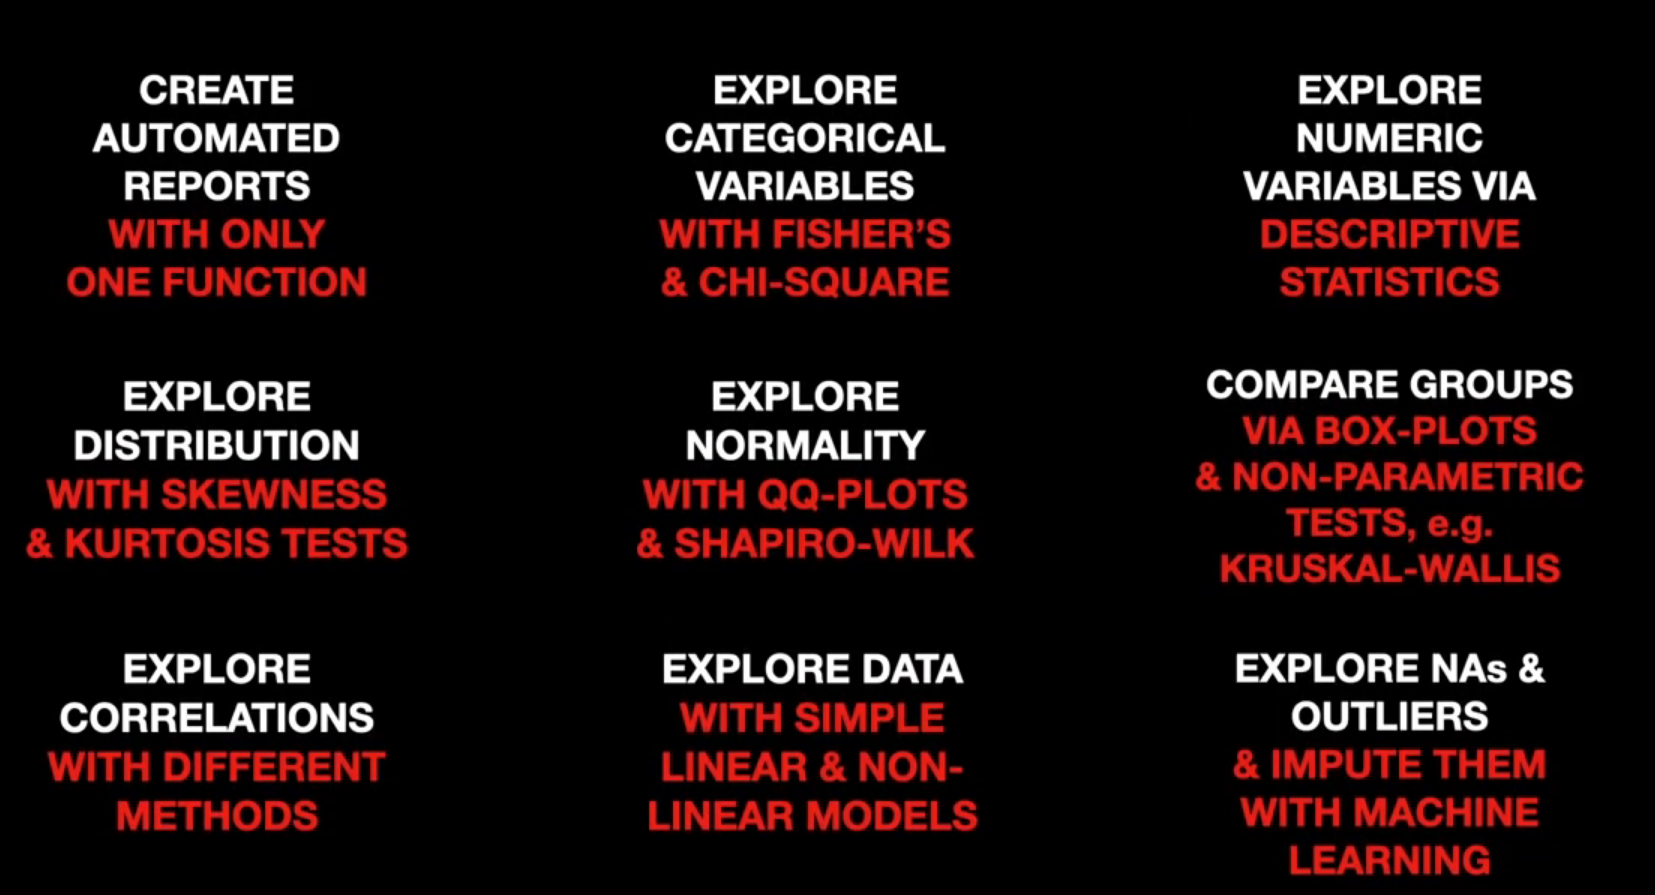 CREATE
AUTOMATED
REPORTS
WITH ONLY
ONE FUNCTION
EXPLORE
CATEGORICAL
VARIABLES
WITH FISHER’S
& CHI-SQUARE
EXPLORE
NUMERIC
VARIABLES VIA
DESCRIPTIVE
STATISTICS
EXPLORE
DISTRIBUTION
WITH SKEWNESS
& KURTOSIS TESTS
EXPLORE
NORMALITY
WITH QQ-PLOTS
& SHAPIRO-WILK
COMPARE GROUPS
VIA BOX-PLOTS
& NON-PARAMETRIC
TESTS, e.g.
KRUSKAL-WALLIS
EXPLORE
CORRELATIONS
WITH DIFFERENT
METHODS
EXPLORE DATA
WITH SIMPLE
LINEAR & NON-
LINEAR MODELS
EXPLORE NAs &
OUTLIERS
& IMPUTE THEM
WITH MACHINE
LEARNING